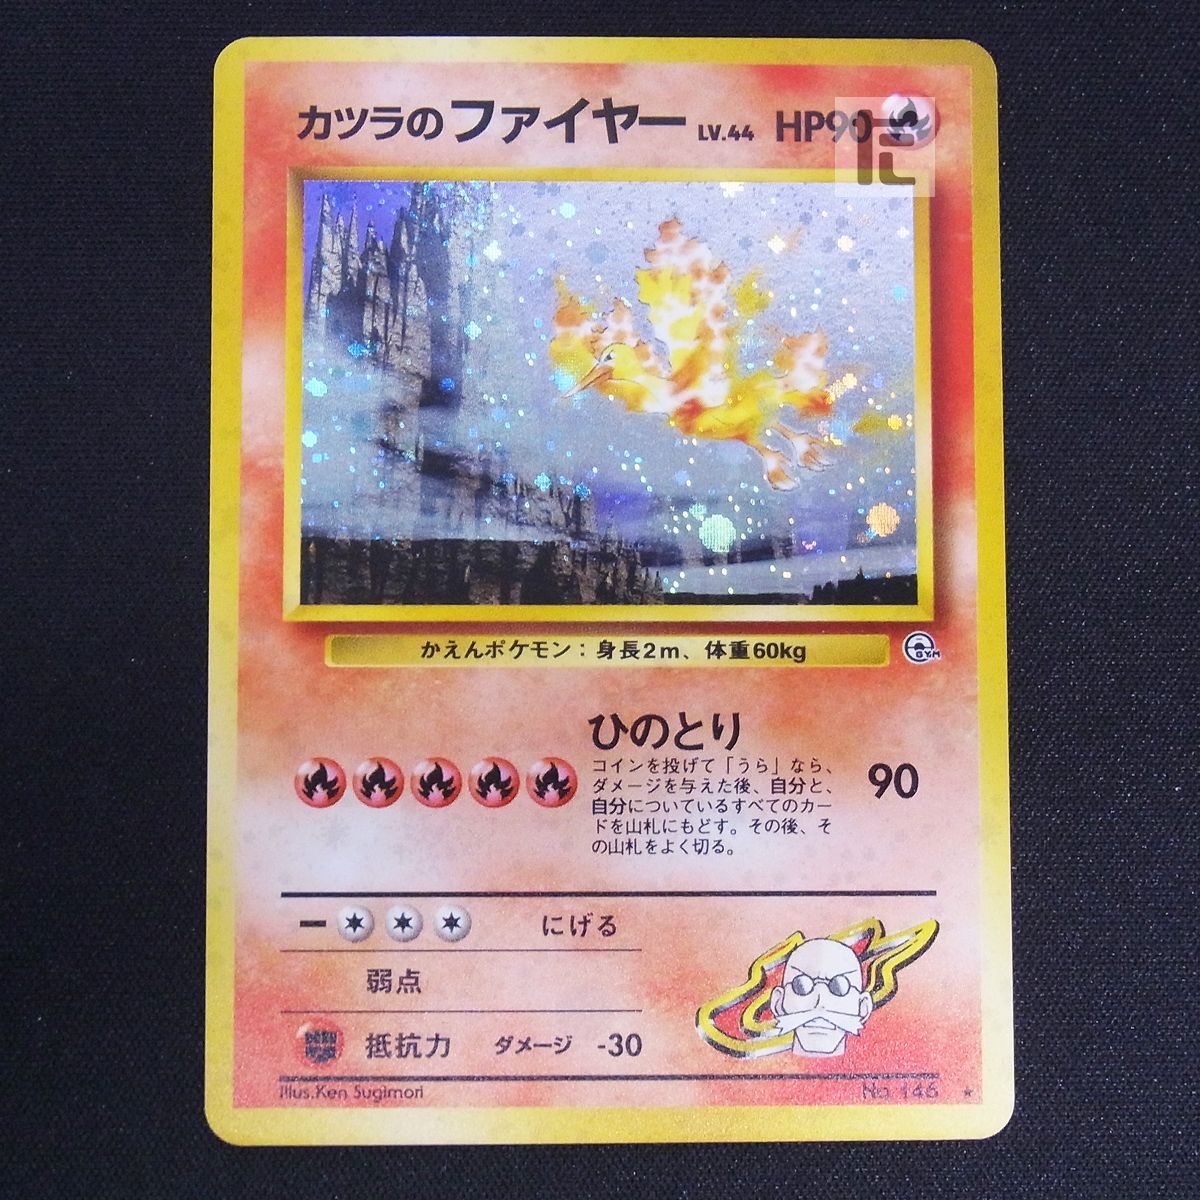 カツラのファイヤー LV.44 HP90
かえんポケモン：身長2m、体重60kg
GYM
ひのとり
コインを投げて「うら」なら、
ダメージを与えた後、自分と、
自分についているすべてのカー
ドを山札にもどす。その後、そ
の山札をよく切る。
90
にげる
弱点
抵抗力 ダメージ -30
Illus.Ken Sugimori
No. 146 ★